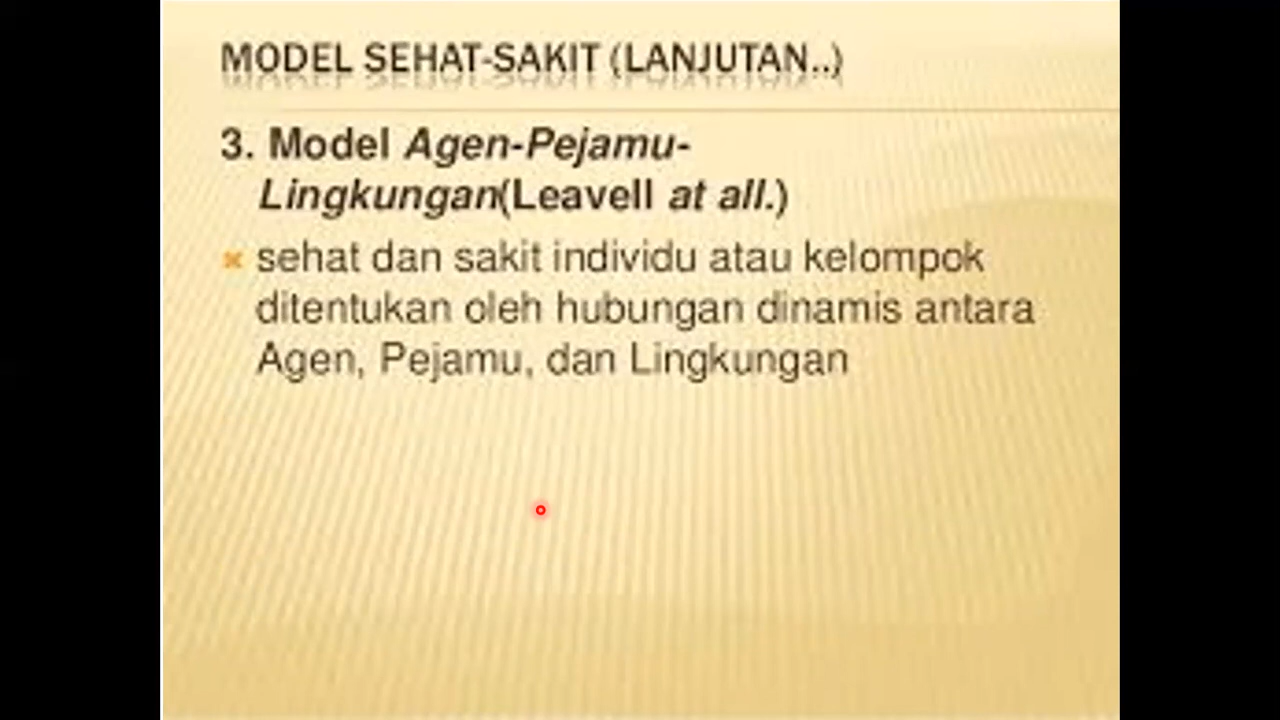 MODEL SEHAT-SAKIT (LANJUTAN..)
3. Model Agen-Pejamu-
Lingkungan(Leavell at all.)
sehat dan sakit individu atau kelompok
ditentukan oleh hubungan dinamis antara
Agen, Pejamu, dan Lingkungan